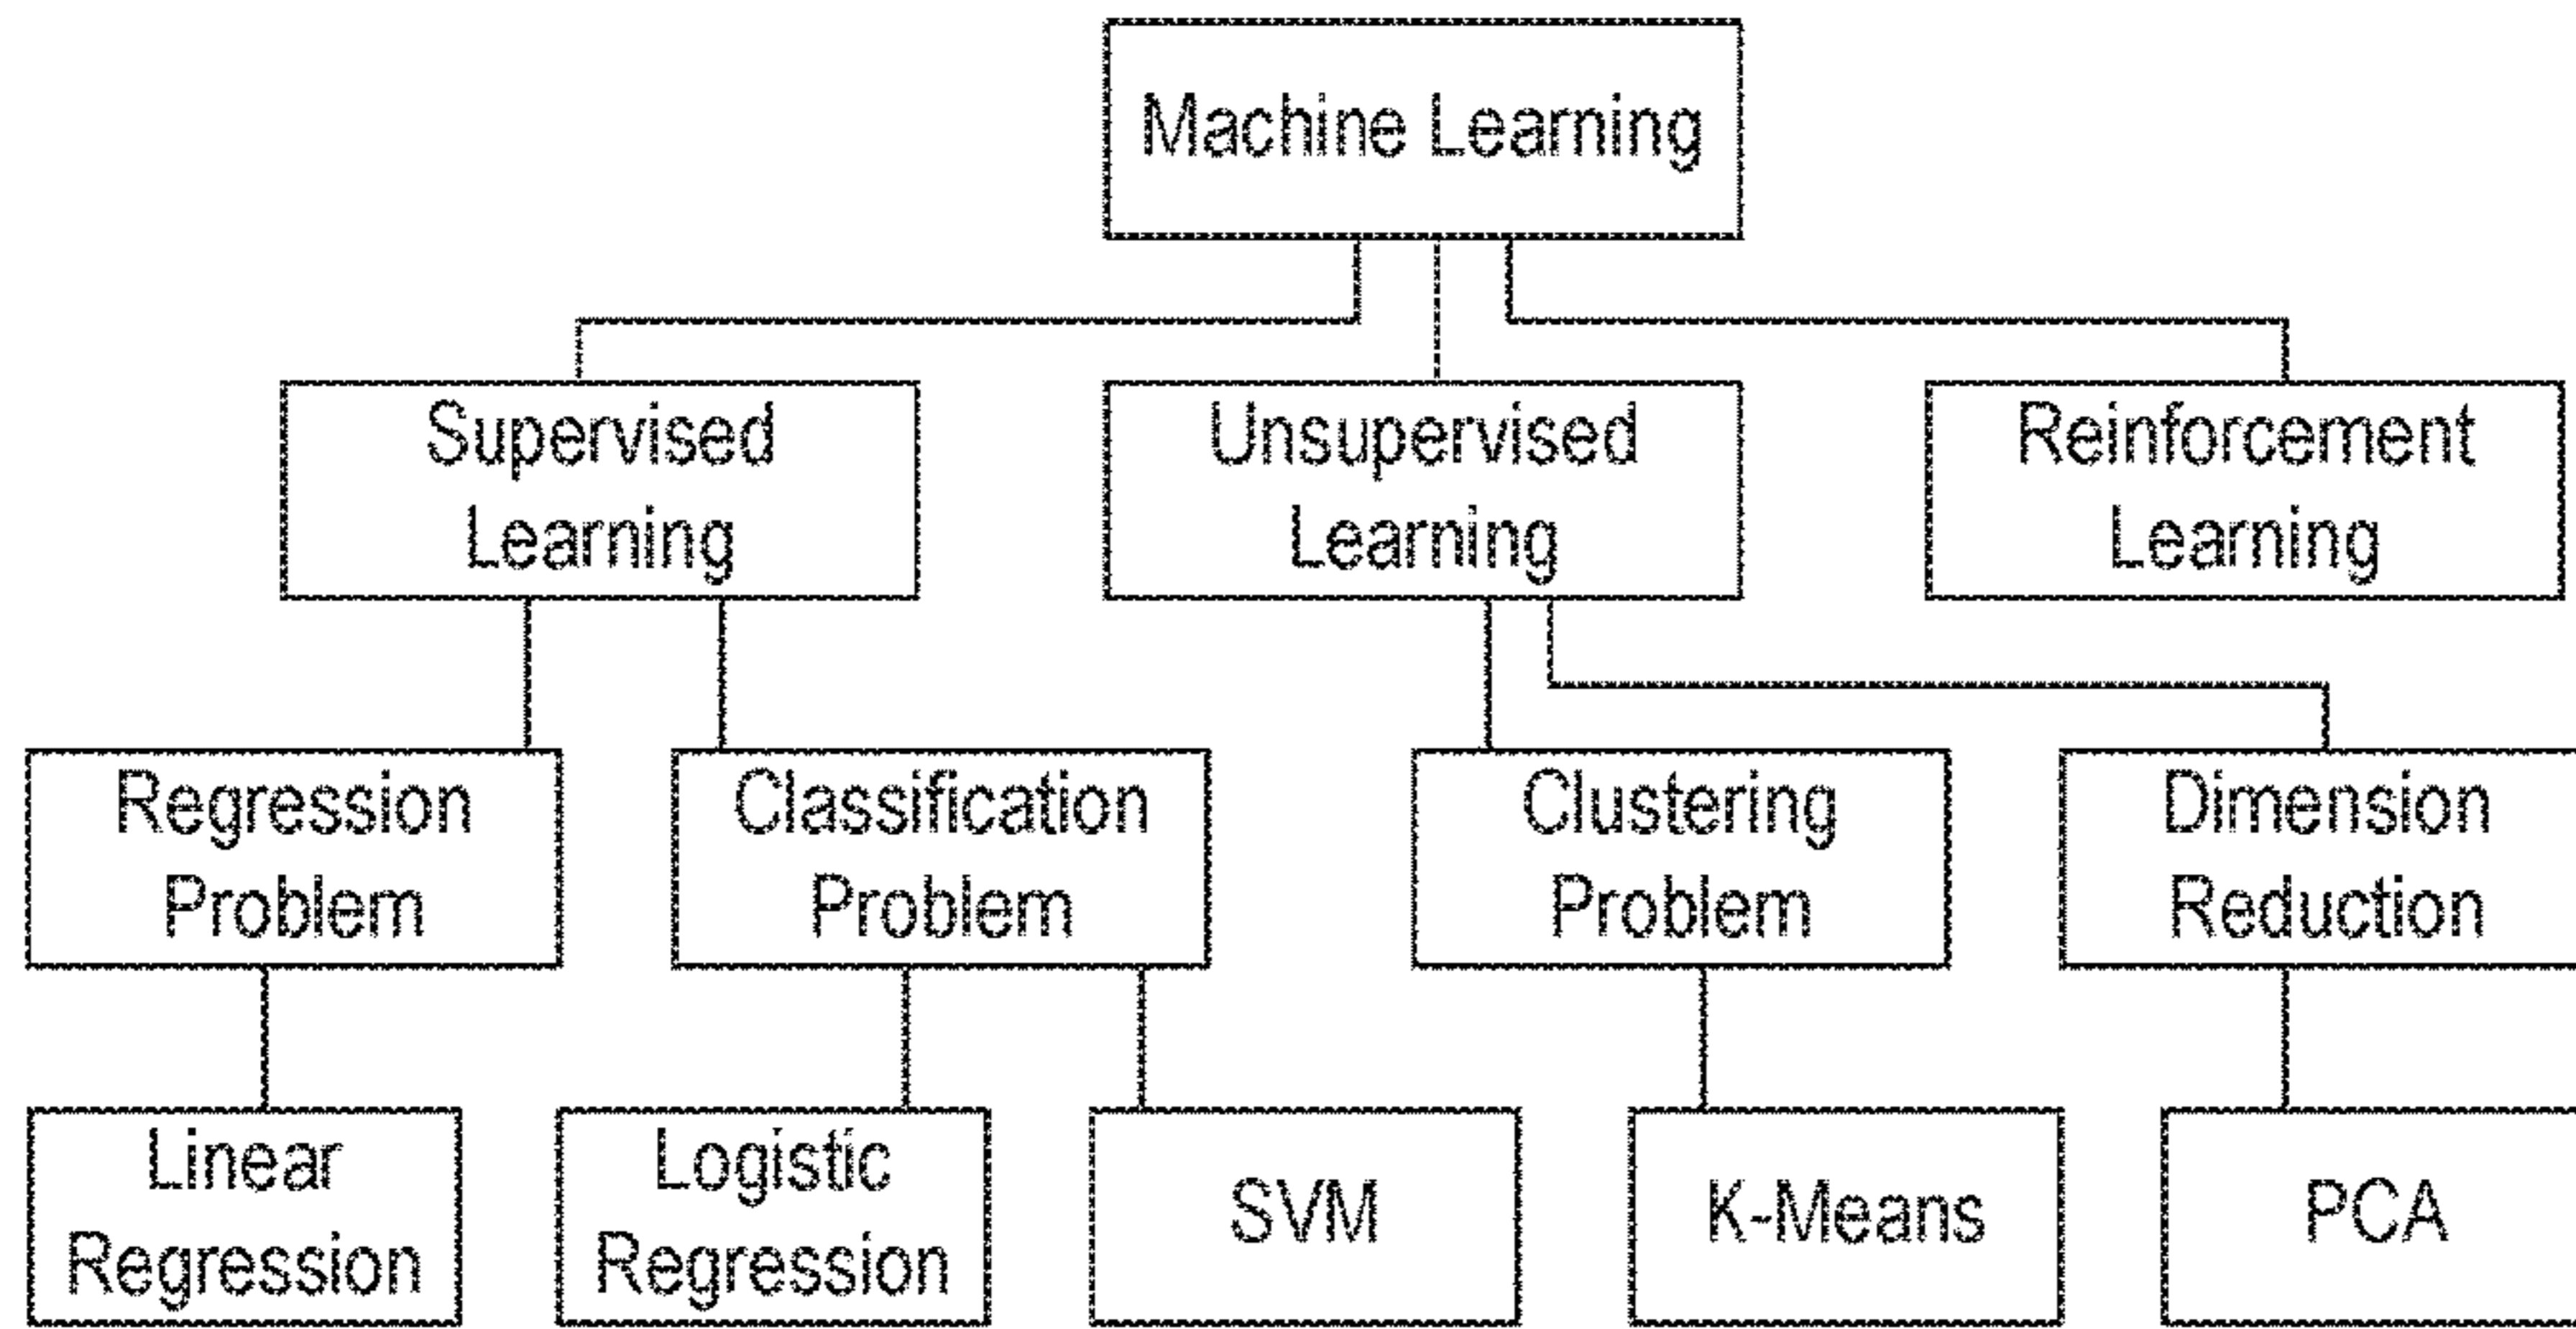 Machine Learning
Supervised
Learning
Unsupervised
Learning
Reinforcement
Learning
Regression
Problem
Classification
Problem
Clustering
Problem
Dimension
Reduction
Linear
Regression
Logistic
Regression
SVM
K-Means
PCA